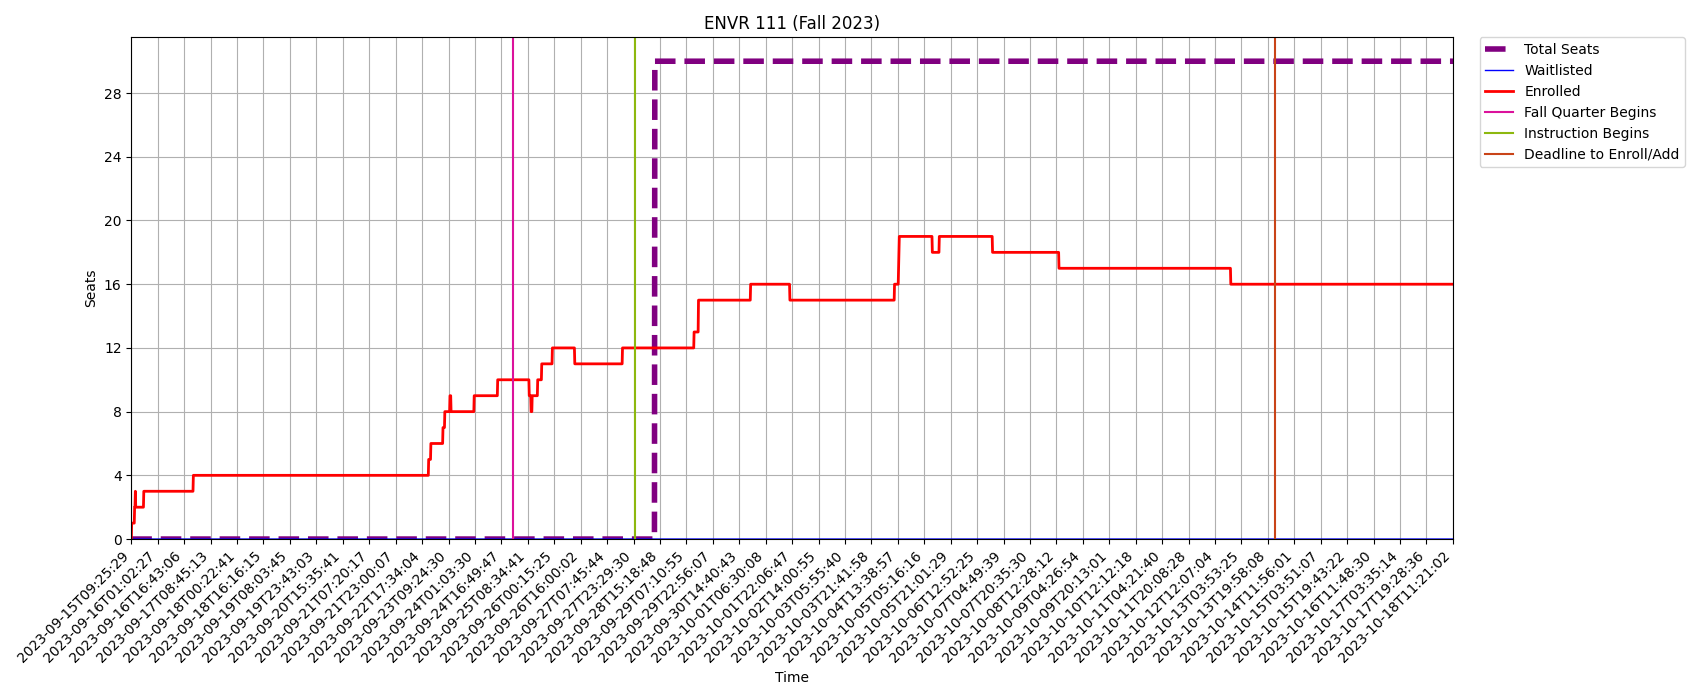 ENVR 111 (Fall 2023)
Total Seats
Waitlisted
Enrolled
Fall Quarter Begins
Instruction Begins
Deadline to Enroll/Add
Seats
28
24
20
16
12
8
4
0
2023-09-15T09:25:29
2023-09-16T01:02:27
2023-09-16T16:43:06
2023-09-17T08:45:13
2023-09-18T00:22:41
2023-09-18T16:16:15
2023-09-19T08:03:45
2023-09-19T23:43:03
2023-09-20T15:35:41
2023-09-21T07:20:17
2023-09-21T23:00:07
2023-09-22T17:34:04
2023-09-23T09:24:30
2023-09-24T01:03:30
2023-09-24T16:49:47
2023-09-25T08:34:41
2023-09-26T00:15:25
2023-09-26T16:00:02
2023-09-27T07:45:44
2023-09-27T23:29:30
2023-09-28T15:18:48
2023-09-29T07:10:55
2023-09-29T22:56:07
2023-09-30T14:40:43
2023-10-01T06:30:08
2023-10-01T22:06:47
2023-10-02T14:00:55
2023-10-03T05:55:40
2023-10-03T21:41:58
2023-10-04T13:38:57
2023-10-05T05:16:16
2023-10-05T21:01:29
2023-10-06T12:52:25
2023-10-07T04:49:39
2023-10-07T20:35:30
2023-10-08T12:28:12
2023-10-09T04:26:54
2023-10-09T20:13:01
2023-10-10T12:12:18
2023-10-11T04:21:40
2023-10-11T20:08:28
2023-10-12T12:07:04
2023-10-13T03:53:25
2023-10-13T19:58:08
2023-10-14T11:56:01
2023-10-15T03:51:07
2023-10-15T19:43:22
2023-10-16T11:48:30
2023-10-17T03:35:14
2023-10-17T19:28:36
2023-10-18T11:21:02
Time